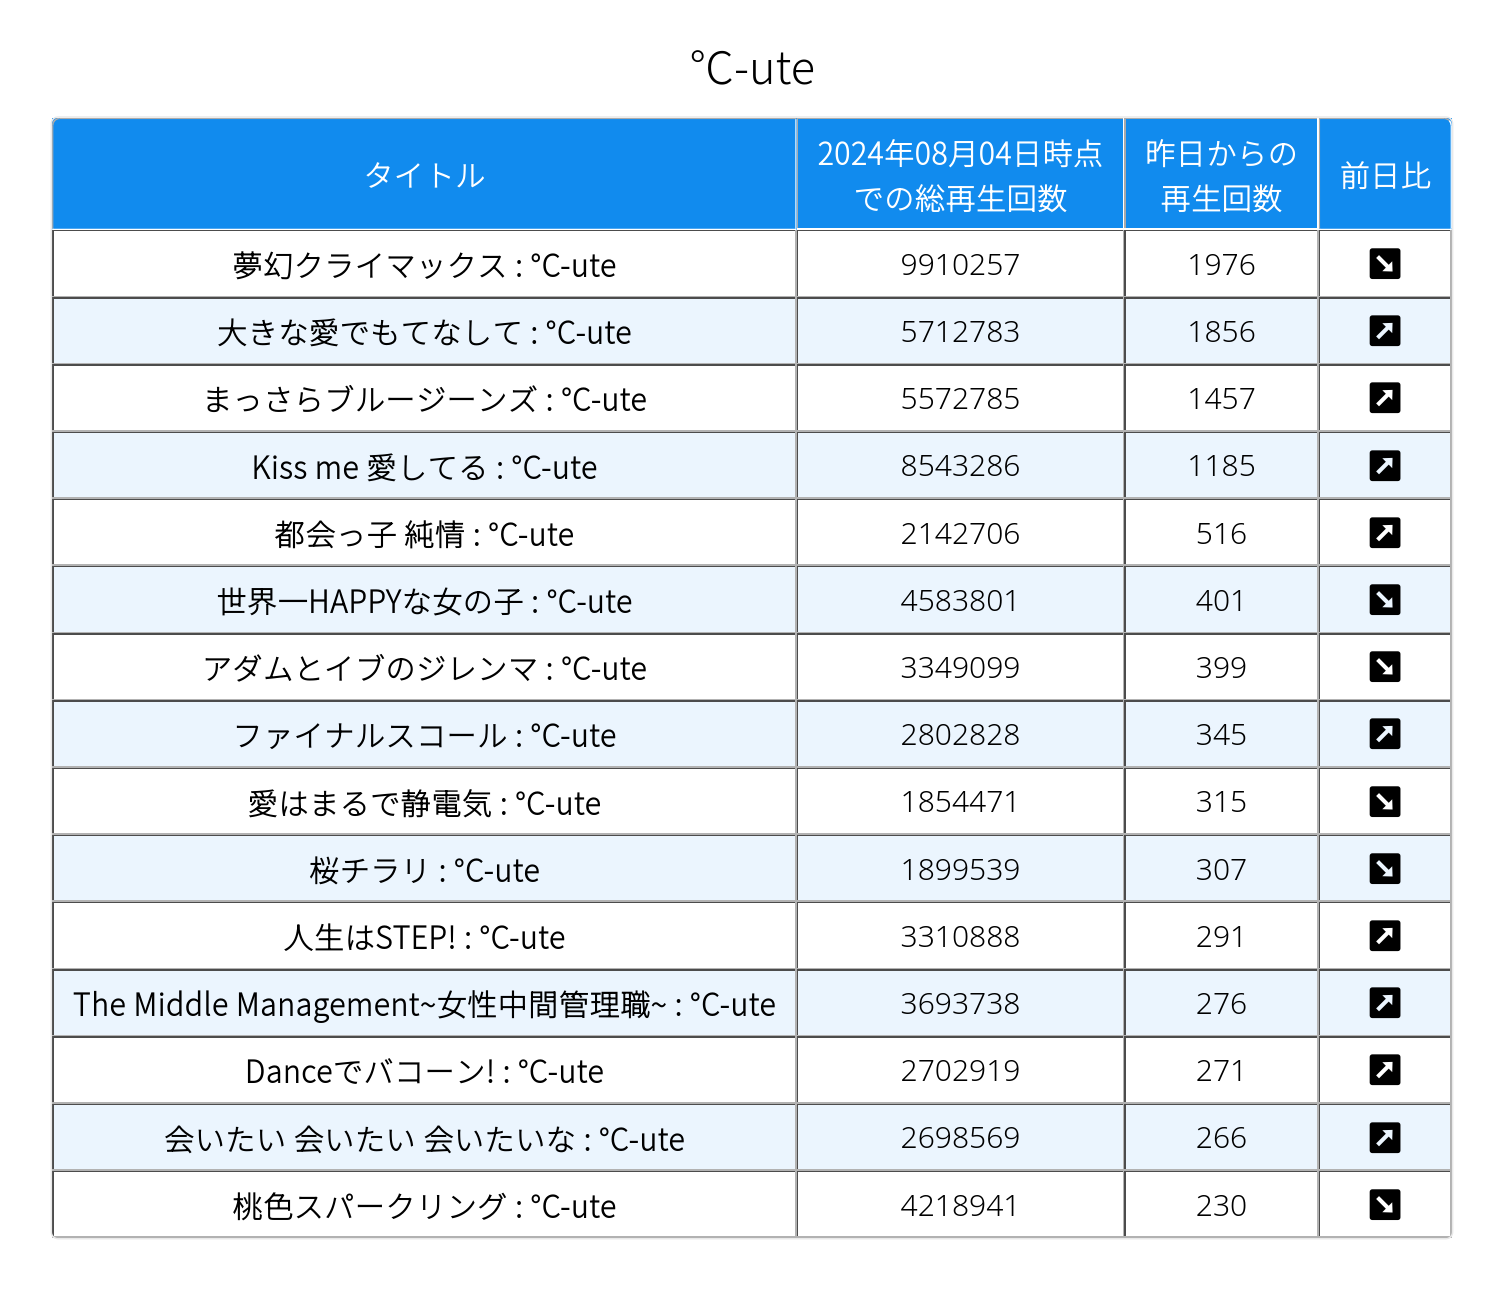 ℃-ute
タイトル
2024年08月04日時点
での総再生回数
昨日からの
再生回数
前日比
夢幻クライマックス : ℃-ute 9910257 1976 ↘
大きな愛でもてなして : ℃-ute 5712783 1856 ↗
まっさらブルージーンズ : ℃-ute 5572785 1457 ↗
Kiss me 愛してる : ℃-ute 8543286 1185 ↗
都会っ子 純情 : ℃-ute 2142706 516 ↗
世界一HAPPYな女の子 : ℃-ute 4583801 401 ↘
アダムとイブのジレンマ : ℃-ute 3349099 399 ↘
ファイナルスコール : ℃-ute 2802828 345 ↗
愛はまるで静電気 : ℃-ute 1854471 315 ↘
桜チラリ : ℃-ute 1899539 307 ↘
人生はSTEP! : ℃-ute 3310888 291 ↗
The Middle Management~女性中間管理職~ : ℃-ute 3693738 276 ↗
Danceでバコーン! : ℃-ute 2702919 271 ↗
会いたい 会いたい 会いたいな : ℃-ute 2698569 266 ↗
桃色スパークリング : ℃-ute 4218941 230 ↘